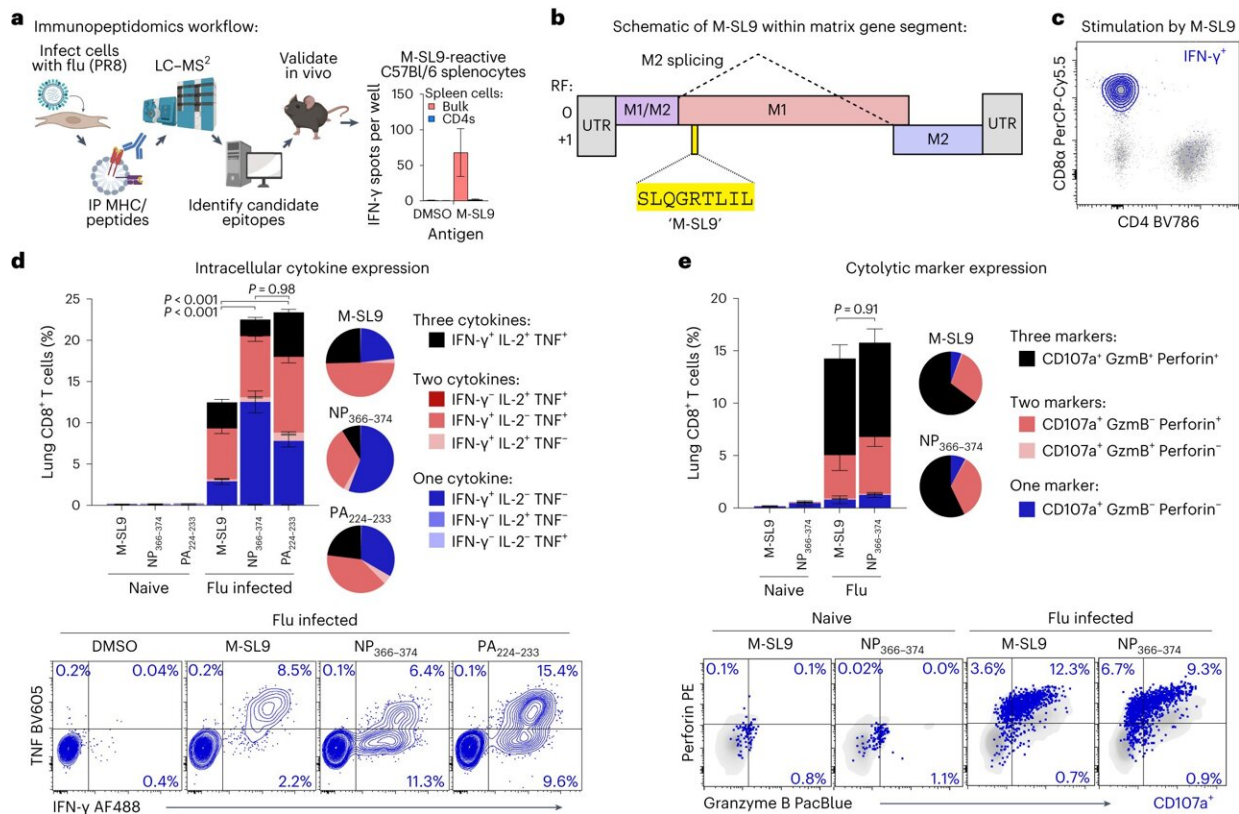 a
Immunopeptidomics workflow:
Infect cells
with flu (PR8)
LC–MS²
Validate
in vivo
IP MHC/
peptides
Identify candidate
epitopes
M-SL9-reactive
C57Bl/6 splenocytes
Spleen cells:
Bulk
CD4s
IFN-γ spots per well
150
100
50
0
DMSO M-SL9
Antigen
b
Schematic of M-SL9 within matrix gene segment:
M2 splicing
RF:
0
+1
UTR
M1/M2
M1
M2
UTR
SLQGRTLIL
‘M-SL9’
c
Stimulation by M-SL9
IFN-γ⁺
CD8α PerCP-Cy5.5
CD4 BV786
d
Intracellular cytokine expression
P = 0.98
P < 0.001
P < 0.001
Lung CD8⁺ T cells (%)
25
20
15
10
5
0
M-SL9
NP₃₆₆₋₃₇₄
PA₂₂₄₋₂₃₃
M-SL9
NP₃₆₆₋₃₇₄
PA₂₂₄₋₂₃₃
Naive
Flu infected
M-SL9
NP₃₆₆₋₃₇₄
PA₂₂₄₋₂₃₃
Three cytokines:
IFN-γ⁺ IL-2⁺ TNF⁺
Two cytokines:
IFN-γ⁻ IL-2⁺ TNF⁺
IFN-γ⁺ IL-2⁻ TNF⁺
IFN-γ⁺ IL-2⁺ TNF⁻
One cytokine:
IFN-γ⁺ IL-2⁻ TNF⁻
IFN-γ⁻ IL-2⁺ TNF⁻
IFN-γ⁻ IL-2⁻ TNF⁺
Flu infected
DMSO
M-SL9
NP₃₆₆₋₃₇₄
PA₂₂₄₋₂₃₃
0.2% 0.04%
0.2% 8.5%
0.1% 6.4%
0.1% 15.4%
0.4%
2.2%
11.3%
9.6%
TNF BV605
IFN-γ AF488
e
Cytolytic marker expression
P = 0.91
Lung CD8⁺ T cells (%)
20
15
10
5
0
M-SL9
NP₃₆₆₋₃₇₄
M-SL9
NP₃₆₆₋₃₇₄
Naive
Flu
M-SL9
NP₃₆₆₋₃₇₄
Three markers:
CD107a⁺ GzmB⁺ Perforin⁺
Two markers:
CD107a⁺ GzmB⁻ Perforin⁺
CD107a⁺ GzmB⁺ Perforin⁻
One marker:
CD107a⁺ GzmB⁻ Perforin⁻
Naive
Flu infected
M-SL9
NP₃₆₆₋₃₇₄
M-SL9
NP₃₆₆₋₃₇₄
0.1% 0.1%
0.02% 0.0%
3.6% 12.3%
6.7% 9.3%
0.8%
1.1%
0.7%
0.9%
Perforin PE
Granzyme B PacBlue
CD107a⁺